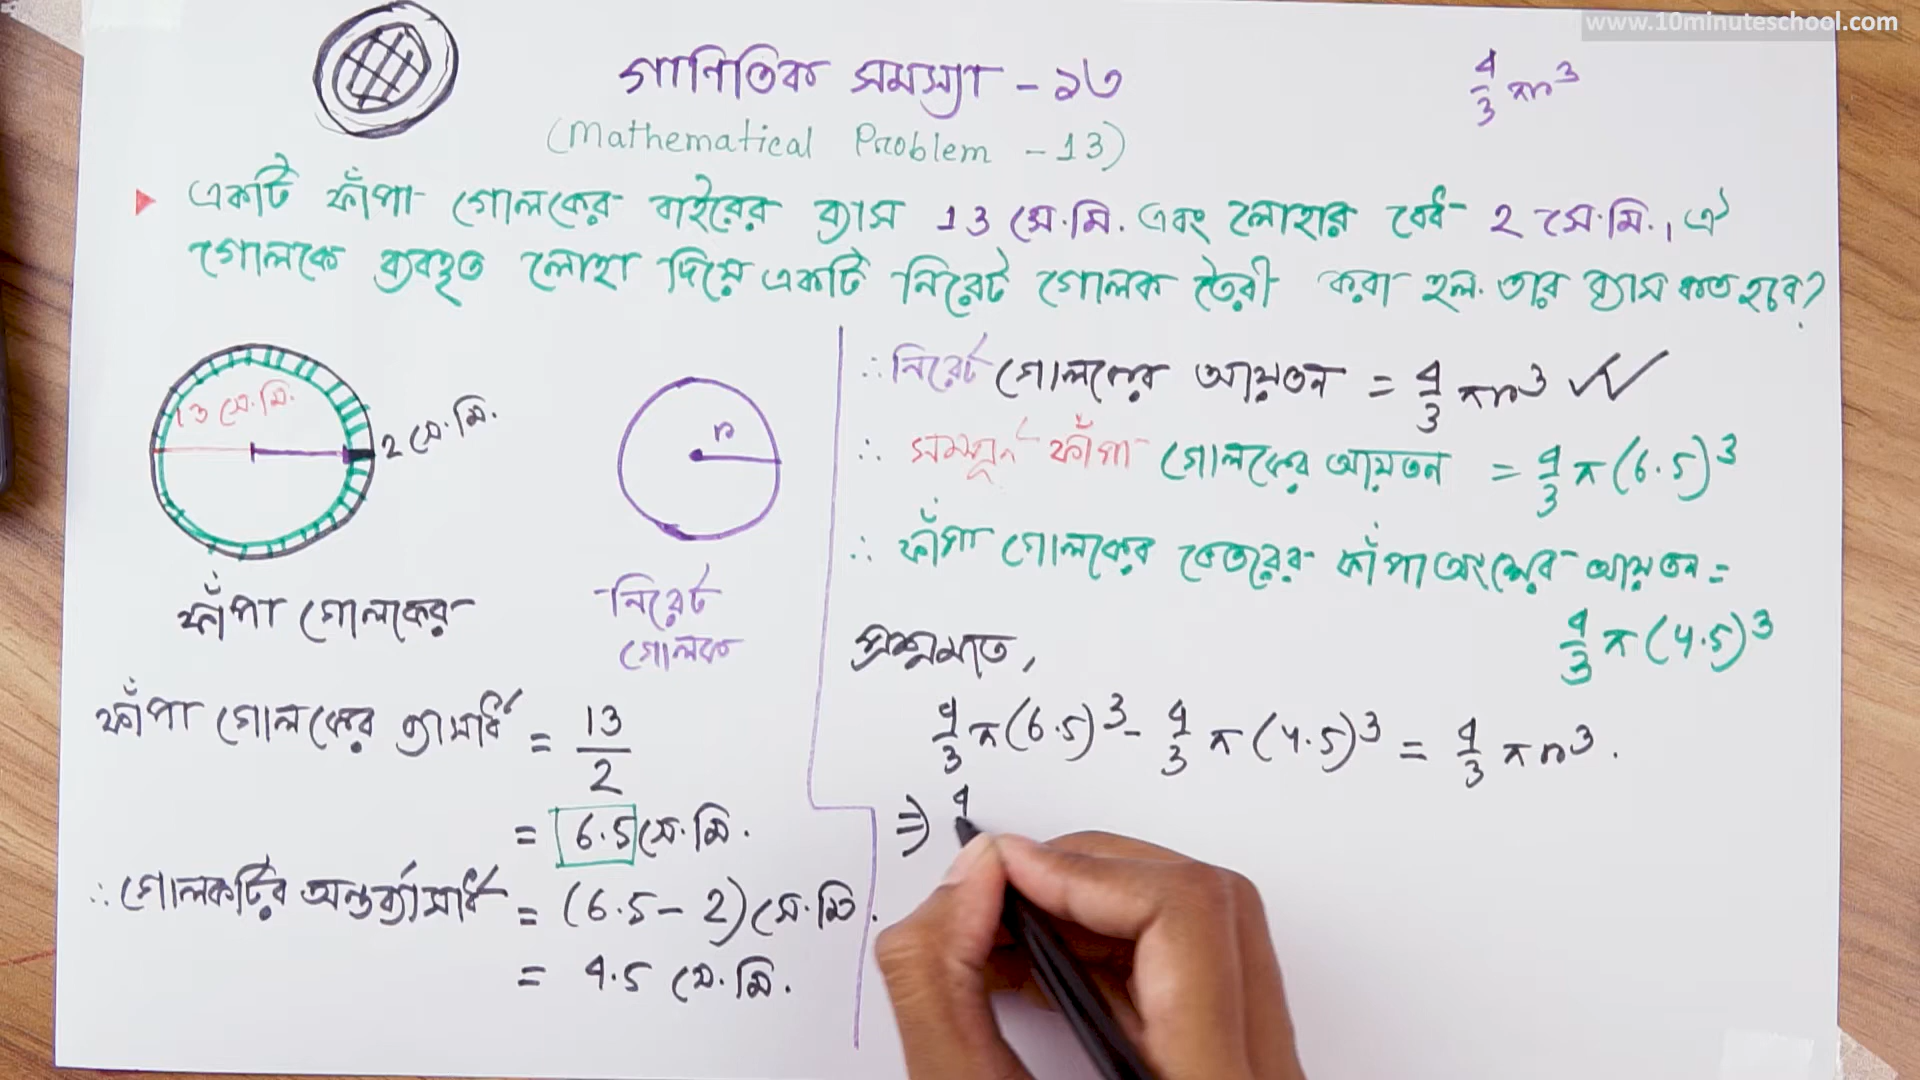 www.10minuteschool.com
গাণিতিক সমস্যা - ১৩
4/3 πr³
(Mathematical Problem - 13)
একটি ফাঁপা গোলকের বাইরের ব্যাস 13 সে.মি. এবং লোহার বেধ 2 সে.মি., ঐ
গোলকে ব্যবহৃত লোহা দিয়ে একটি নিরেট গোলক তৈরী করা হল. তার ব্যাস কত হবে?
13 সে.মি.
2 সে.মি.
r
ফাঁপা গোলকের
নিরেট
গোলক
ফাঁপা গোলকের ব্যাসার্ধ = 13/2
= 6.5 সে.মি.
∴ গোলকটির অন্তর্ব্যাসার্ধ = (6.5 - 2) সে.মি.
= 4.5 সে.মি.
∴ নিরেট গোলকের আয়তন = 4/3 πr³
∴ সম্পূর্ণ ফাঁপা গোলকের আয়তন = 4/3 π (6.5)³
∴ ফাঁপা গোলকের ভেতরের ফাঁপা অংশের আয়তন =
4/3 π (4.5)³
প্রশ্নমতে,
4/3 π (6.5)³ - 4/3 π (4.5)³ = 4/3 πr³.
⇒ 4